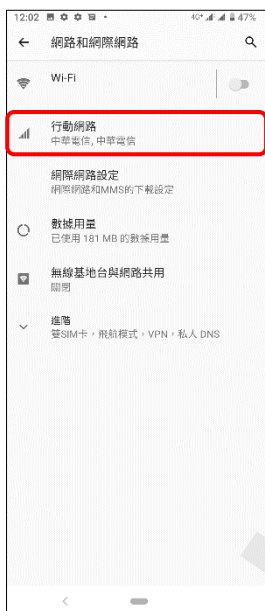 12:02 4G+ 47%
網路和網際網路
Wi-Fi
行動網路
中華電信, 中華電信
網際網路設定
網際網路和MMS的下載設定
數據用量
已使用 181 MB 的數據用量
無線基地台與網路共用
關閉
進階
雙SIM卡，飛航模式，VPN，私人 DNS